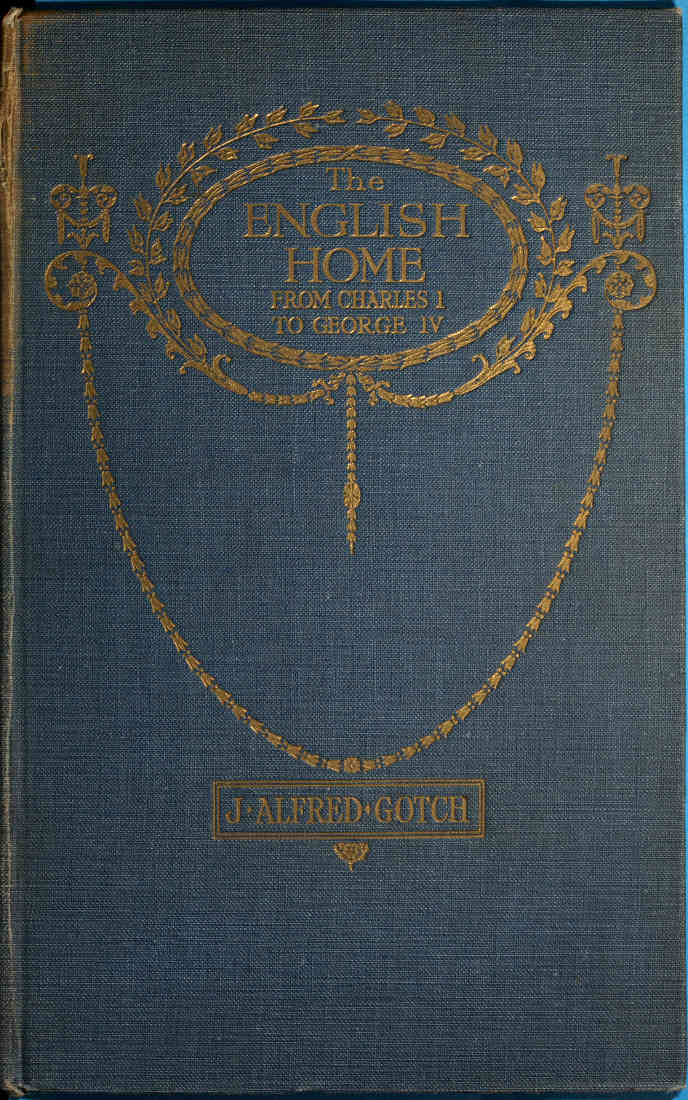 The
ENGLISH
HOME
FROM CHARLES I
TO GEORGE IV
J·ALFRED·GOTCH